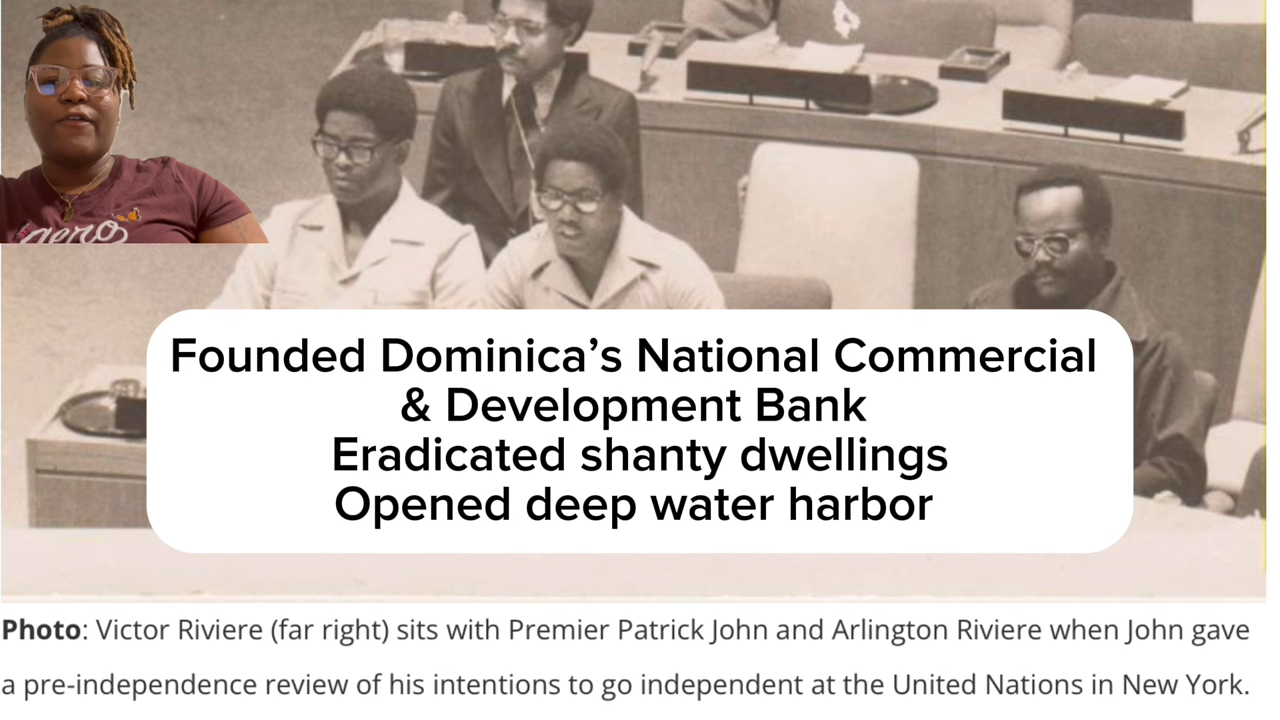 aero
Founded Dominica’s National Commercial
& Development Bank
Eradicated shanty dwellings
Opened deep water harbor
Photo: Victor Riviere (far right) sits with Premier Patrick John and Arlington Riviere when John gave
a pre-independence review of his intentions to go independent at the United Nations in New York.